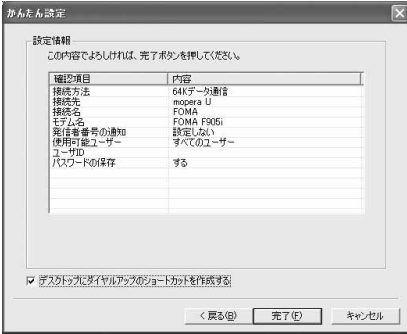 かんたん設定
設定情報
この内容でよろしければ、完了ボタンを押してください。
確認項目 内容
接続方法 64Kデータ通信
接続先 mopera U
接続名 FOMA
モデム名 FOMA F905i
発信者番号の通知 設定しない
使用可能ユーザー すべてのユーザー
ユーザID
パスワードの保存 する
デスクトップにダイヤルアップのショートカットを作成する
< 戻る(B) 完了(F) キャンセル